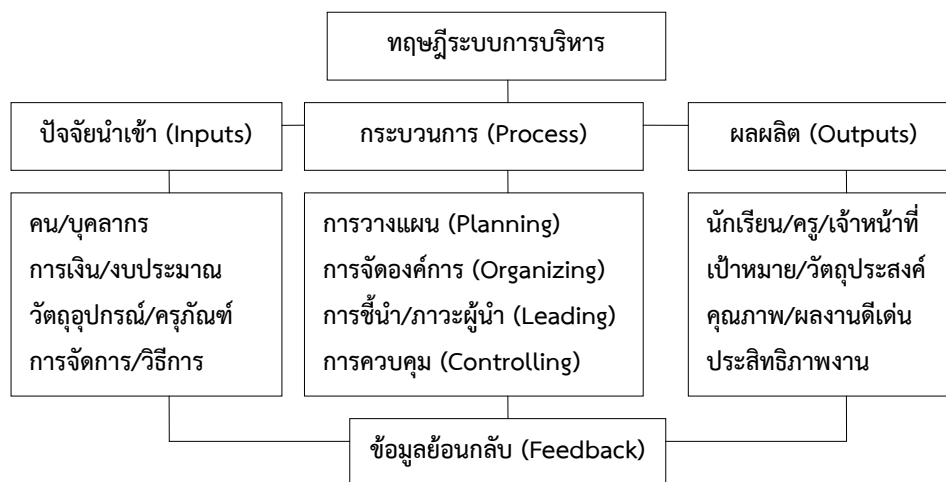 ทฤษฎีระบบการบริหาร
ปัจจัยนำเข้า (Inputs)
กระบวนการ (Process)
ผลผลิต (Outputs)
คน/บุคลากร
การเงิน/งบประมาณ
วัตถุอุปกรณ์/ครุภัณฑ์
การจัดการ/วิธีการ
การวางแผน (Planning)
การจัดองค์การ (Organizing)
การชี้นำ/ภาวะผู้นำ (Leading)
การควบคุม (Controlling)
นักเรียน/ครู/เจ้าหน้าที่
เป้าหมาย/วัตถุประสงค์
คุณภาพ/ผลงานดีเด่น
ประสิทธิภาพงาน
ข้อมูลย้อนกลับ (Feedback)